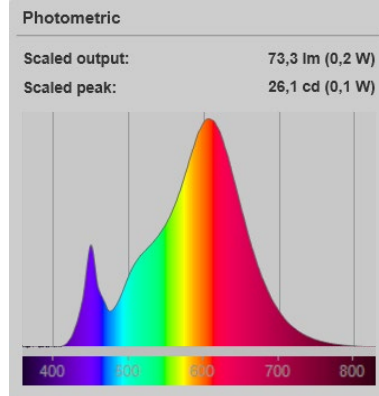 Photometric
Scaled output: 73,3 lm (0,2 W)
Scaled peak: 26,1 cd (0,1 W)
400 500 600 700 800